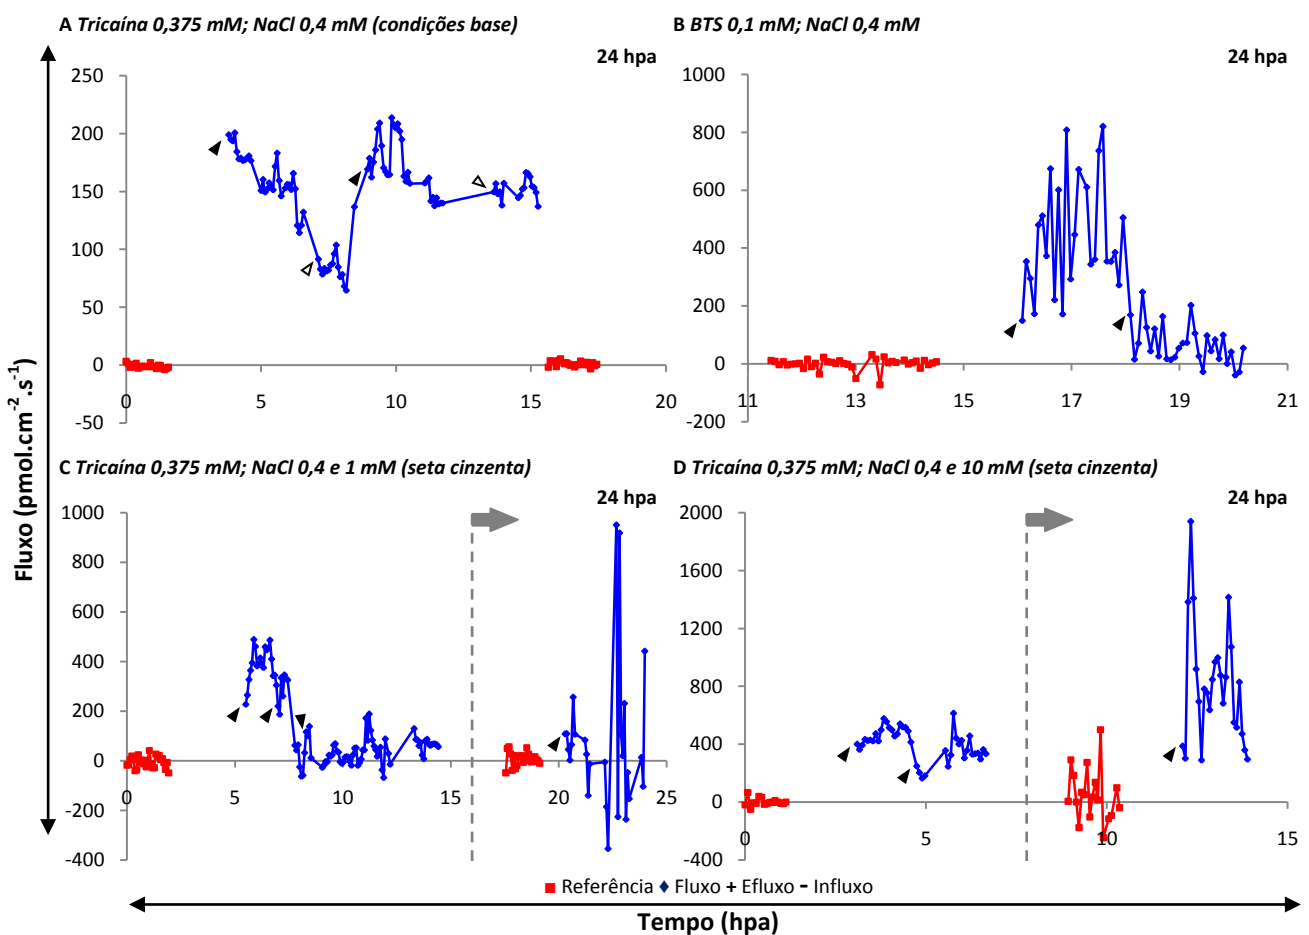 A Tricaína 0,375 mM; NaCl 0,4 mM (condições base)
24 hpa
250
200
150
100
50
0
-50
0 5 10 15 20
B BTS 0,1 mM; NaCl 0,4 mM
24 hpa
1000
800
600
400
200
0
-200
11 13 15 17 19 21
Fluxo (pmol.cm-2.s-1)
C Tricaína 0,375 mM; NaCl 0,4 e 1 mM (seta cinzenta)
24 hpa
1000
800
600
400
200
0
-200
-400
0 5 10 15 20 25
D Tricaína 0,375 mM; NaCl 0,4 e 10 mM (seta cinzenta)
24 hpa
2000
1600
1200
800
400
0
-400
0 5 10 15
Referência Fluxo + Efluxo - Influxo
Tempo (hpa)